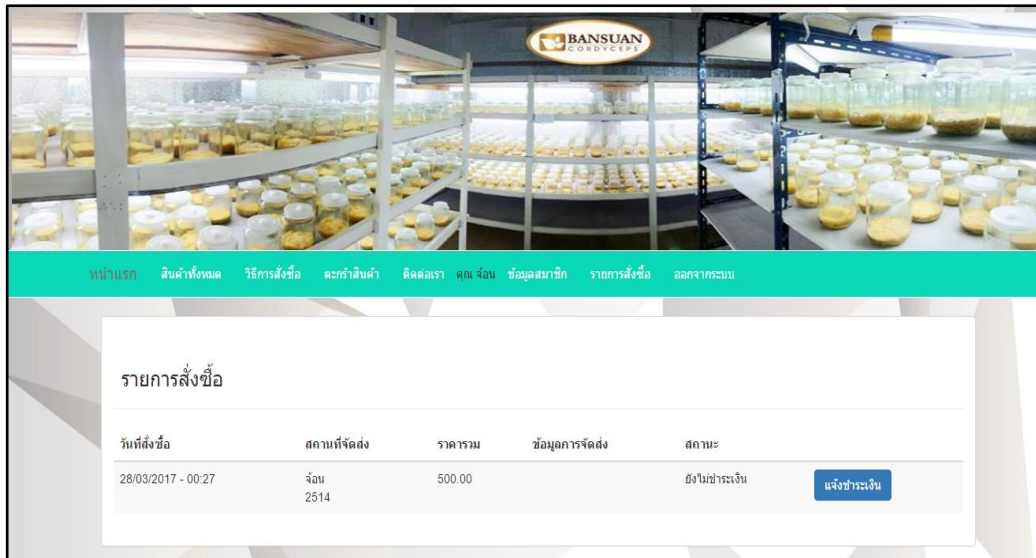 BANSUAN
CORDYCEPS
หน้าแรก สินค้าทั้งหมด วิธีการสั่งซื้อ ตะกร้าสินค้า ติดต่อเรา คุณ จ้อน ข้อมูลสมาชิก รายการสั่งซื้อ ออกจากระบบ
รายการสั่งซื้อ
วันที่สั่งซื้อ สถานที่จัดส่ง ราคารวม ข้อมูลการจัดส่ง สถานะ
28/03/2017 - 00:27 จ้อน 500.00 ยังไม่ชำระเงิน แจ้งชำระเงิน
2514